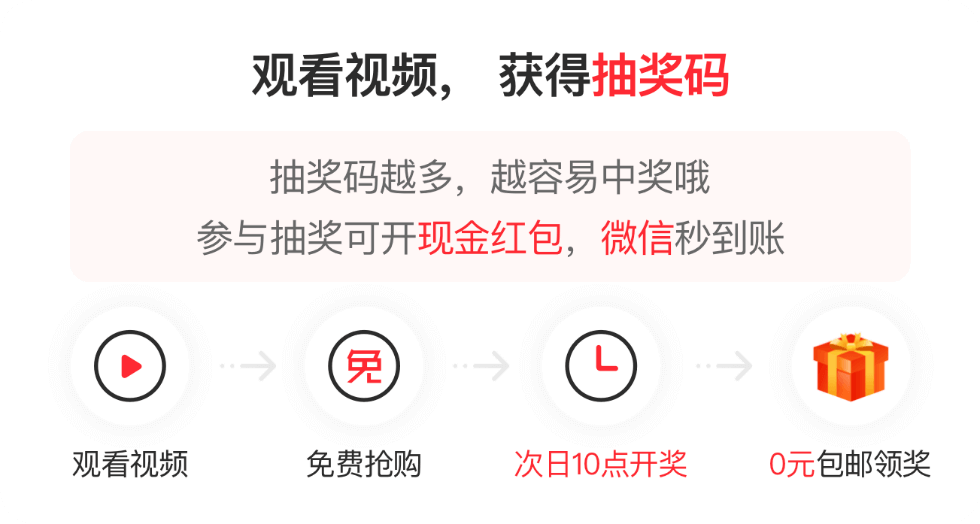 观看视频， 获得抽奖码
抽奖码越多，越容易中奖哦
参与抽奖可开现金红包，微信秒到账
免
观看视频
免费抢购
次日10点开奖
0元包邮领奖